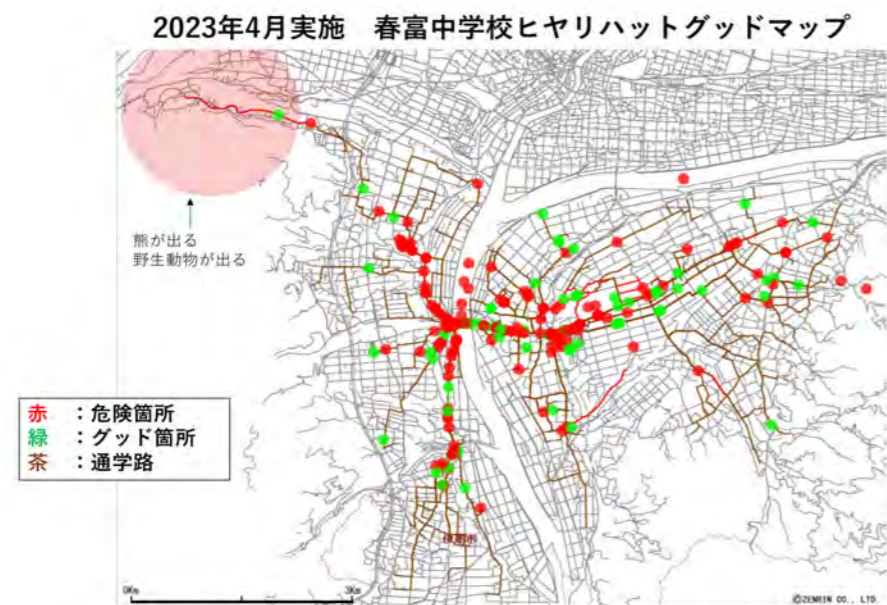 2023年4月実施　春富中学校ヒヤリハットグッドマップ
熊が出る
野生動物が出る
赤　：危険箇所
緑　：グッド箇所
茶　：通学路
0Km
3Km
©ZENRIN CO., LTD.